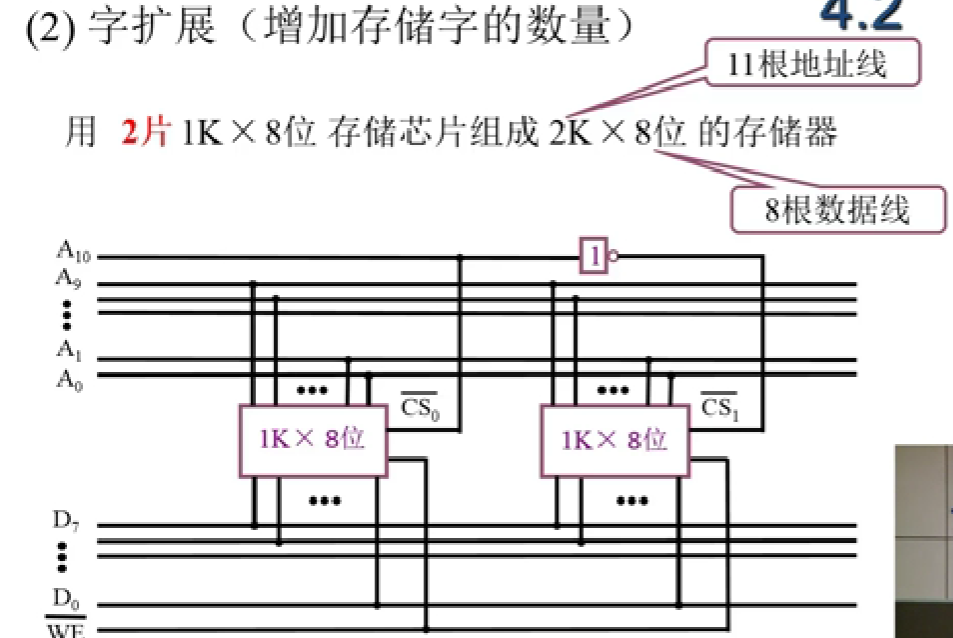 (2) 字扩展（增加存储字的数量）
4.2
11根地址线
用 2片 1K×8位 存储芯片组成 2K×8位 的存储器
8根数据线
A10
1
A9
•••
A1
A0
••• CS0 ••• CS1
1K× 8位 1K× 8位
••• •••
D7
•••
D0
WE